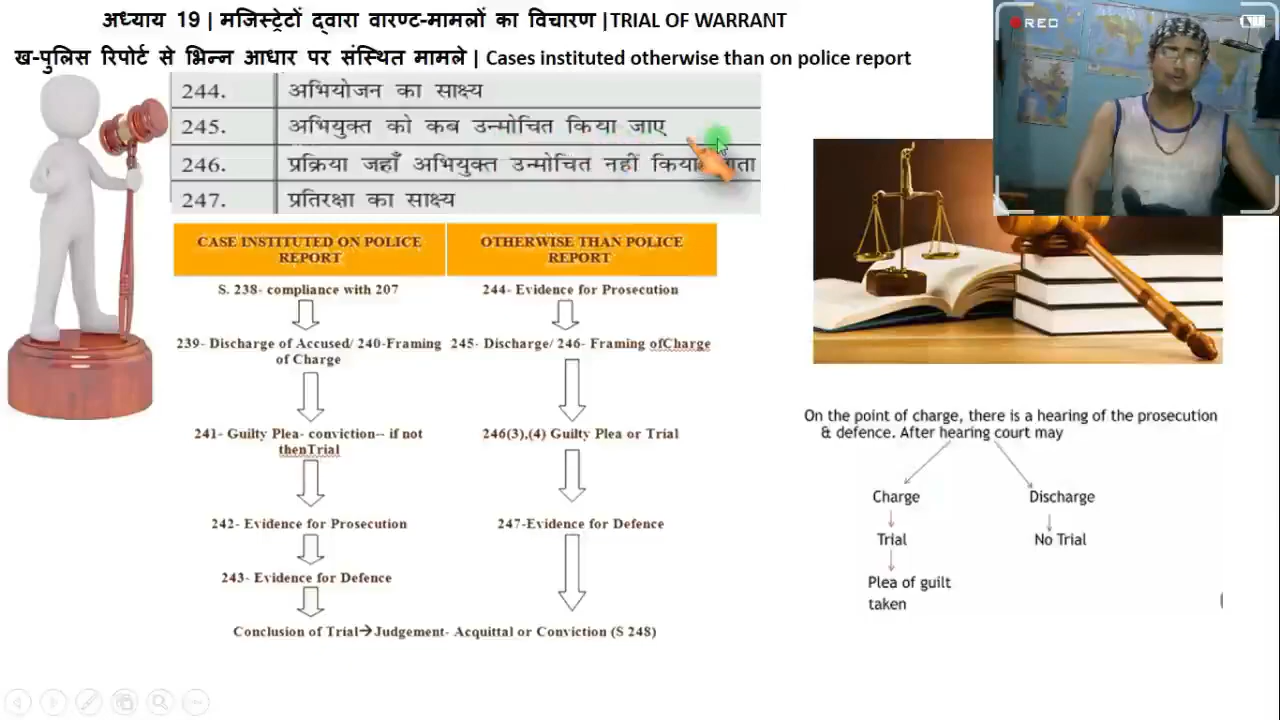 अध्याय 19 | मजिस्ट्रेटों द्वारा वारण्ट-मामलों का विचारण |TRIAL OF WARRANT
ख-पुलिस रिपोर्ट से भिन्न आधार पर संस्थित मामले | Cases instituted otherwise than on police report
REC
244. अभियोजन का साक्ष्य
245. अभियुक्त को कब उन्मोचित किया जाए
246. प्रक्रिया जहाँ अभियुक्त उन्मोचित नहीं किया
247. प्रतिरक्षा का साक्ष्य
CASE INSTITUTED ON POLICE
REPORT
OTHERWISE THAN POLICE
REPORT
S. 238- compliance with 207
244- Evidence for Prosecution
239- Discharge of Accused/ 240-Framing
of Charge
245- Discharge/ 246- Framing ofCharge
241- Guilty Plea- conviction-- if not
thenTrial
246(3),(4) Guilty Plea or Trial
242- Evidence for Prosecution
247-Evidence for Defence
243- Evidence for Defence
Conclusion of Trial→Judgement- Acquittal or Conviction (S 248)
On the point of charge, there is a hearing of the prosecution
& defence. After hearing court may
Charge
Discharge
Trial
No Trial
Plea of guilt
taken